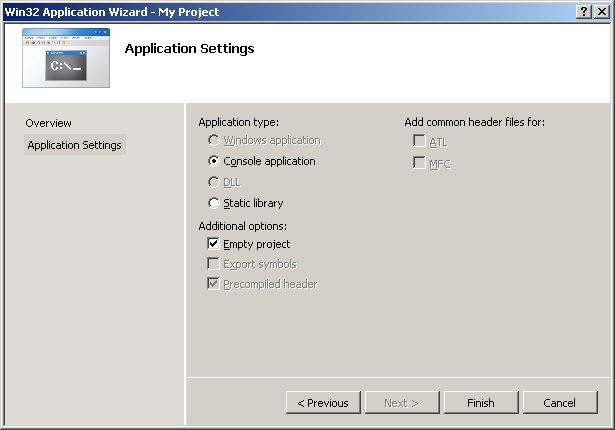 Win32 Application Wizard - My Project
Application Settings
C:\_
Overview
Application Settings
Application type:
Windows application
Console application
DLL
Static library
Additional options:
Empty project
Export symbols
Precompiled header
Add common header files for:
ATL
MFC
< Previous
Next >
Finish
Cancel